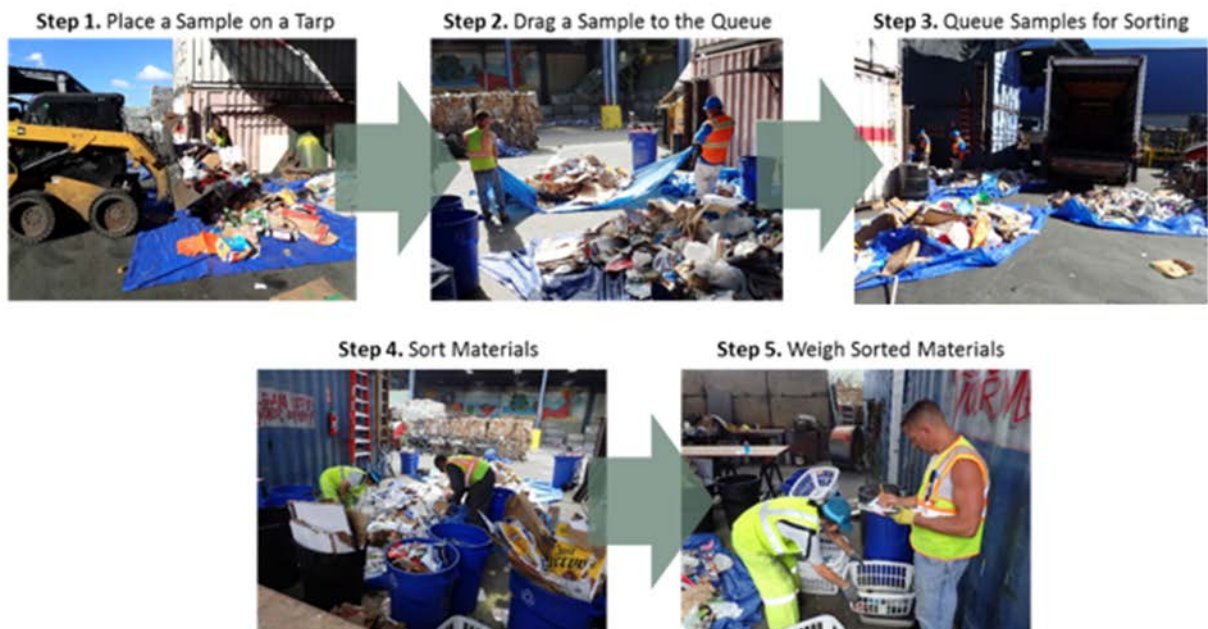 Step 1. Place a Sample on a Tarp
Step 2. Drag a Sample to the Queue
Step 3. Queue Samples for Sorting
Step 4. Sort Materials
Step 5. Weigh Sorted Materials